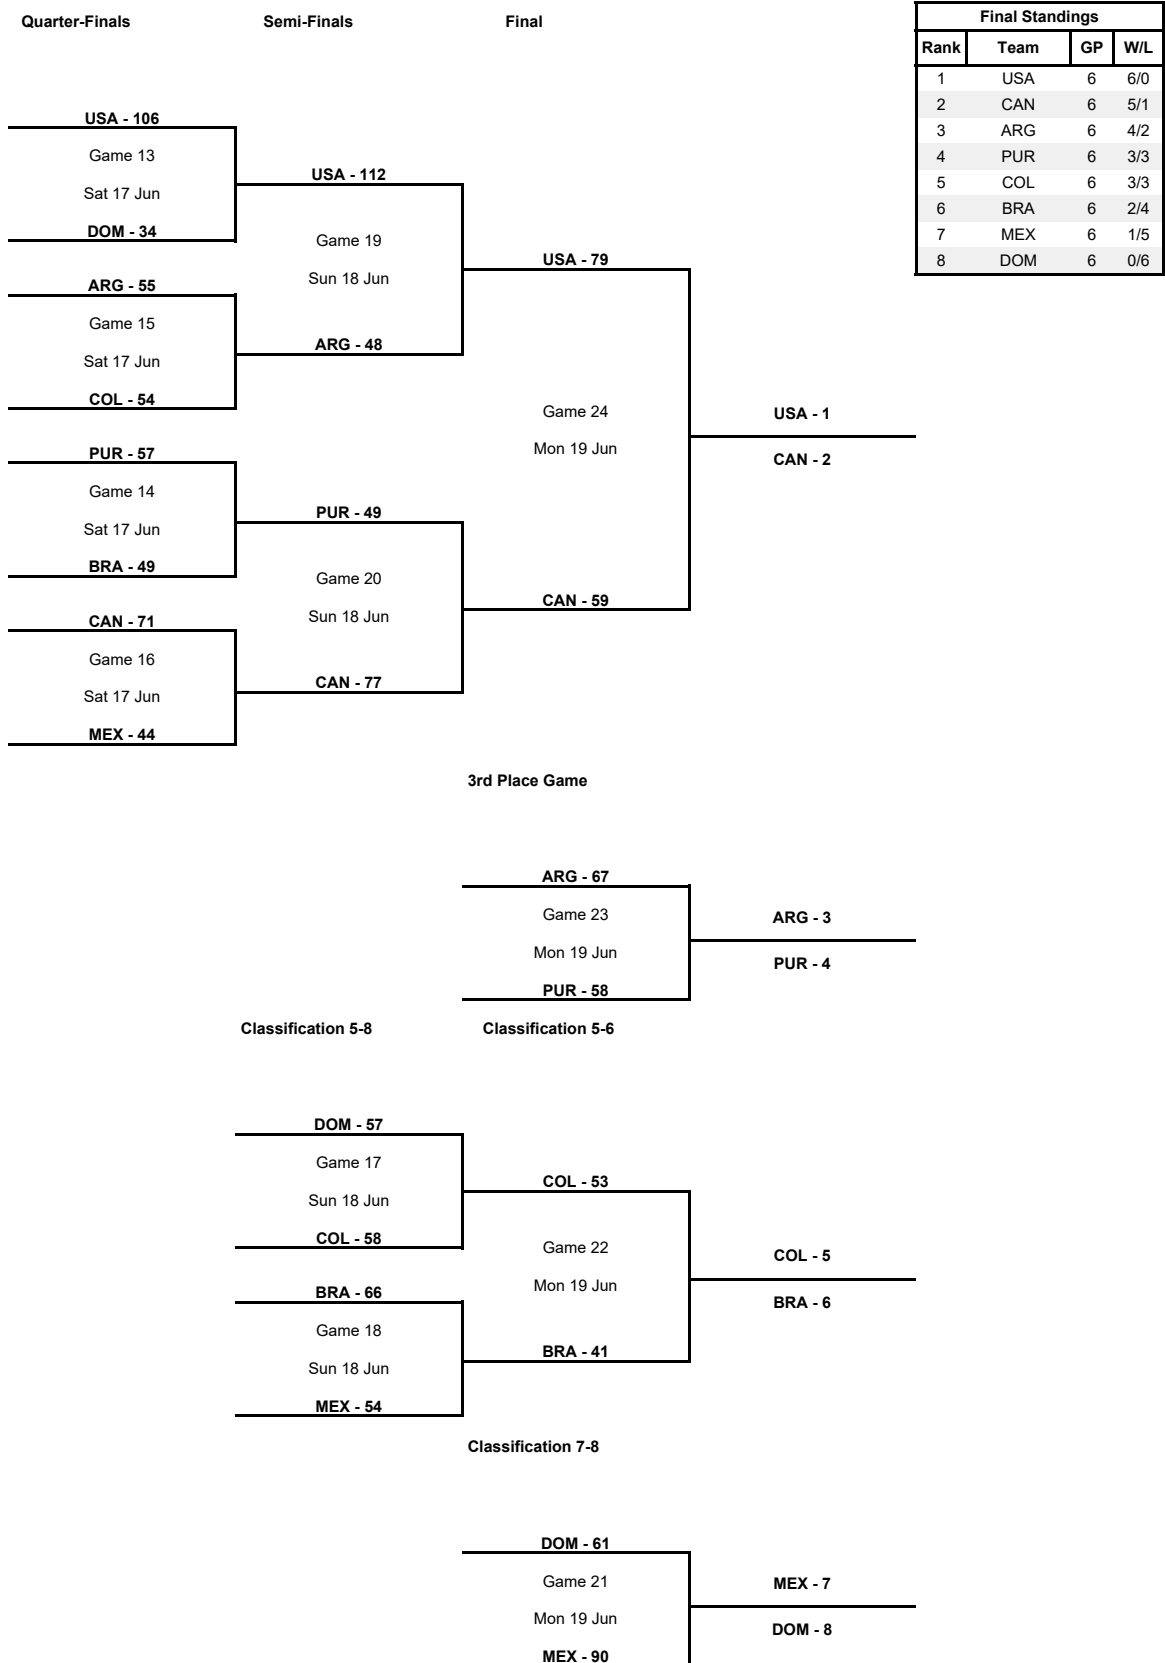 Quarter-Finals Semi-Finals Final
Final Standings
Rank Team GP W/L
1 USA 6 6/0
2 CAN 6 5/1
3 ARG 6 4/2
4 PUR 6 3/3
5 COL 6 3/3
6 BRA 6 2/4
7 MEX 6 1/5
8 DOM 6 0/6
USA - 106
Game 13
Sat 17 Jun
DOM - 34
ARG - 55
Game 15
Sat 17 Jun
COL - 54
PUR - 57
Game 14
Sat 17 Jun
BRA - 49
CAN - 71
Game 16
Sat 17 Jun
MEX - 44
USA - 112
Game 19
Sun 18 Jun
ARG - 48
PUR - 49
Game 20
Sun 18 Jun
CAN - 77
USA - 79
Game 24
Mon 19 Jun
CAN - 59
USA - 1
CAN - 2
3rd Place Game
ARG - 67
Game 23
Mon 19 Jun
PUR - 58
ARG - 3
PUR - 4
Classification 5-8 Classification 5-6
DOM - 57
Game 17
Sun 18 Jun
COL - 58
BRA - 66
Game 18
Sun 18 Jun
MEX - 54
COL - 53
Game 22
Mon 19 Jun
BRA - 41
COL - 5
BRA - 6
Classification 7-8
DOM - 61
Game 21
Mon 19 Jun
MEX - 90
MEX - 7
DOM - 8